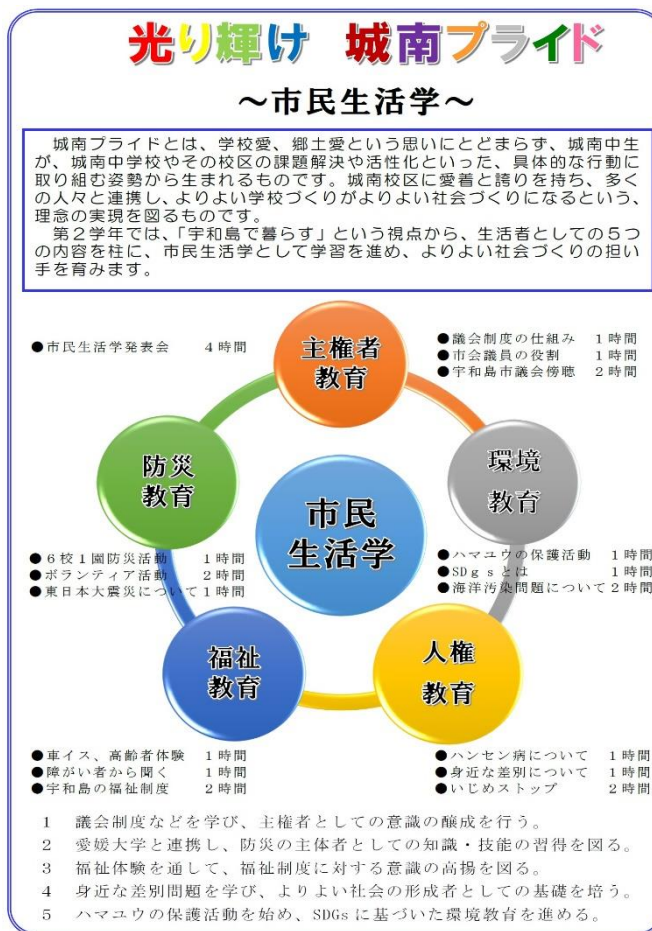 光り輝け 城南プライド
～市民生活学～
城南プライドとは、学校愛、郷土愛という思いにとどまらず、城南中生
が、城南中学校やその校区の課題解決や活性化といった、具体的な行動に
取り組む姿勢から生まれるものです。城南校区に愛着と誇りを持ち、多く
の人々と連携し、よりよい学校づくりがよりよい社会づくりになるという、
理念の実現を図るものです。
第２学年では、「宇和島で暮らす」という視点から、生活者としての５つ
の内容を柱に、市民生活学として学習を進め、よりよい社会づくりの担い
手を育みます。
●市民生活学発表会 ４時間
主権者
教育
●議会制度の仕組み １時間
●市会議員の役割 １時間
●宇和島市議会傍聴 ２時間
防災
教育
市民
生活学
環境
教育
●６校１園防災活動 １時間
●ボランティア活動 ２時間
●東日本大震災について１時間
●ハマユウの保護活動 １時間
●SDｇｓとは １時間
●海洋汚染問題について２時間
福祉
教育
人権
教育
●車イス、高齢者体験 １時間
●障がい者から聞く １時間
●宇和島の福祉制度 ２時間
●ハンセン病について １時間
●身近な差別について １時間
●いじめストップ ２時間
１ 議会制度などを学び、主権者としての意識の醸成を行う。
２ 愛媛大学と連携し、防災の主体者としての知識・技能の習得を図る。
３ 福祉体験を通して、福祉制度に対する意識の高揚を図る。
４ 身近な差別問題を学び、よりよい社会の形成者としての基礎を培う。
５ ハマユウの保護活動を始め、SDGsに基づいた環境教育を進める。